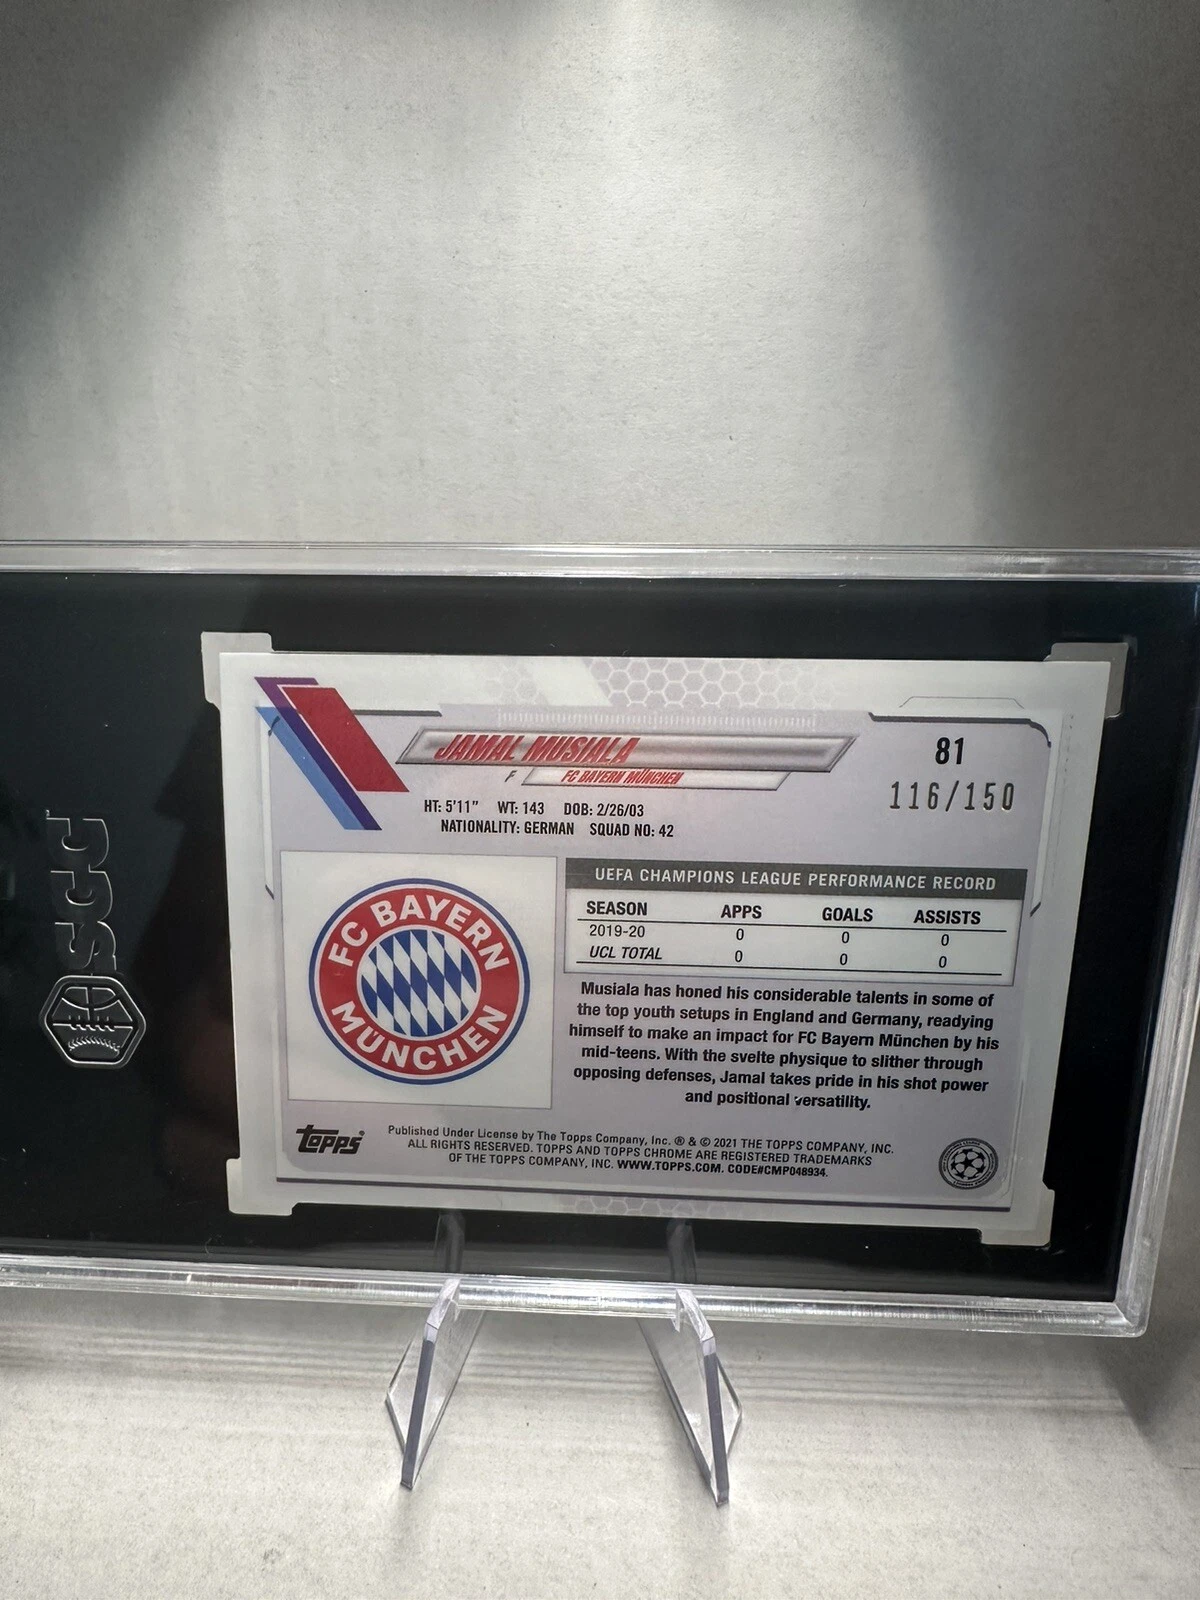 JAMAL MUSIALA
F FC BAYERN MÜNCHEN
81
116/150
HT: 5'11" WT: 143 DOB: 2/26/03
NATIONALITY: GERMAN SQUAD NO: 42
SGC
FC BAYERN
MÜNCHEN
UEFA CHAMPIONS LEAGUE PERFORMANCE RECORD
SEASON APPS GOALS ASSISTS
2019-20 0 0 0
UCL TOTAL 0 0 0
Musiala has honed his considerable talents in some of
the top youth setups in England and Germany, readying
himself to make an impact for FC Bayern München by his
mid-teens. With the svelte physique to slither through
opposing defenses, Jamal takes pride in his shot power
and positional versatility.
Topps®
Published Under License by The Topps Company, Inc. ® & © 2021 THE TOPPS COMPANY, INC.
ALL RIGHTS RESERVED. TOPPS AND TOPPS CHROME ARE REGISTERED TRADEMARKS
OF THE TOPPS COMPANY, INC. WWW.TOPPS.COM. CODE#CMP048934.